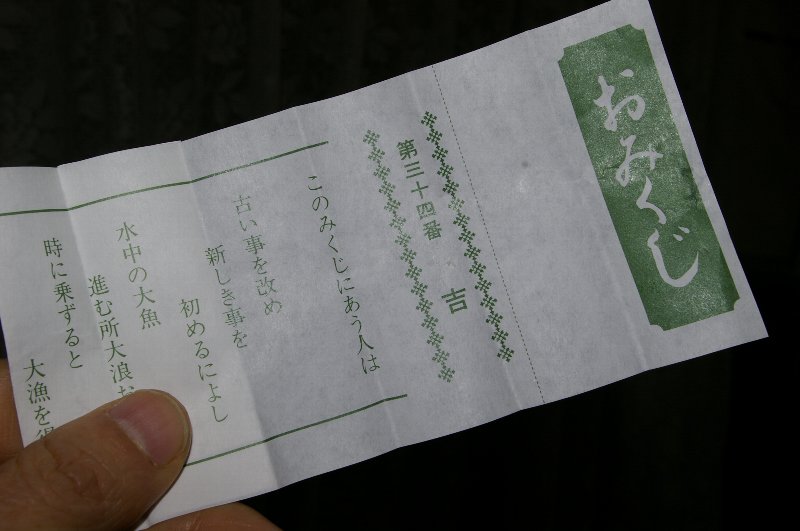 おみくじ
第三十四番 吉
このみくじにあう人は
古い事を改め
新しき事を
初めるによし
水中の大魚
進む所大浪
時に乗ずると
大漁を